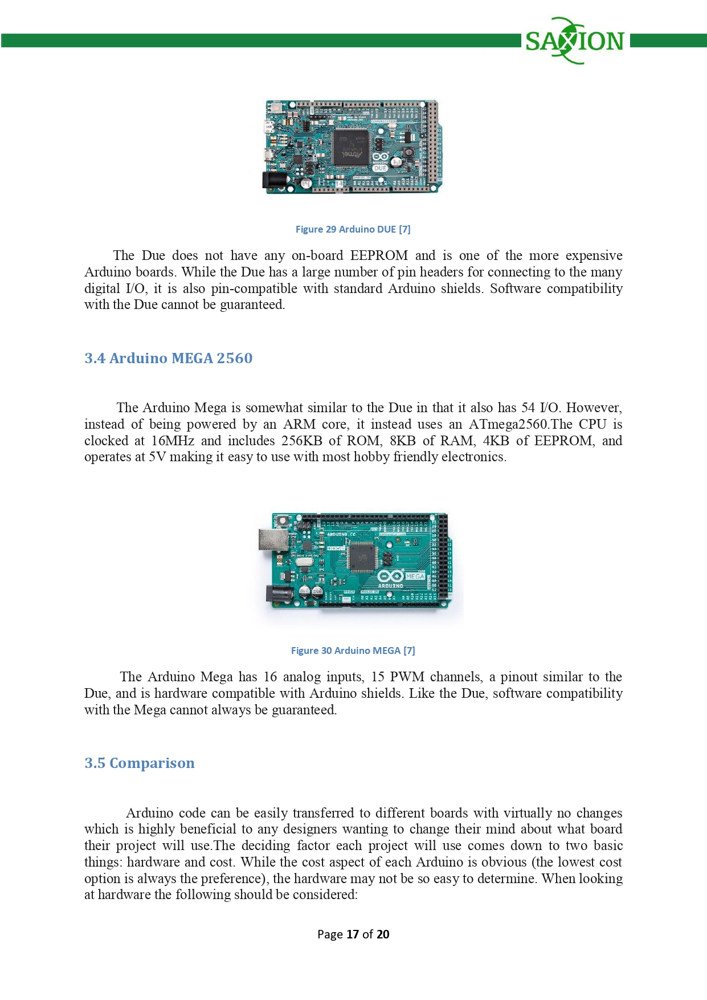 SAXION
Atmel
ARDUINO
DUE
Figure 29 Arduino DUE [7]
The Due does not have any on-board EEPROM and is one of the more expensive
Arduino boards. While the Due has a large number of pin headers for connecting to the many
digital I/O, it is also pin-compatible with standard Arduino shields. Software compatibility
with the Due cannot be guaranteed.
3.4 Arduino MEGA 2560
The Arduino Mega is somewhat similar to the Due in that it also has 54 I/O. However,
instead of being powered by an ARM core, it instead uses an ATmega2560.The CPU is
clocked at 16MHz and includes 256KB of ROM, 8KB of RAM, 4KB of EEPROM, and
operates at 5V making it easy to use with most hobby friendly electronics.
ARDUINO.CC
MEGA
ARDUINO
Figure 30 Arduino MEGA [7]
The Arduino Mega has 16 analog inputs, 15 PWM channels, a pinout similar to the
Due, and is hardware compatible with Arduino shields. Like the Due, software compatibility
with the Mega cannot always be guaranteed.
3.5 Comparison
Arduino code can be easily transferred to different boards with virtually no changes
which is highly beneficial to any designers wanting to change their mind about what board
their project will use.The deciding factor each project will use comes down to two basic
things: hardware and cost. While the cost aspect of each Arduino is obvious (the lowest cost
option is always the preference), the hardware may not be so easy to determine. When looking
at hardware the following should be considered:
Page 17 of 20